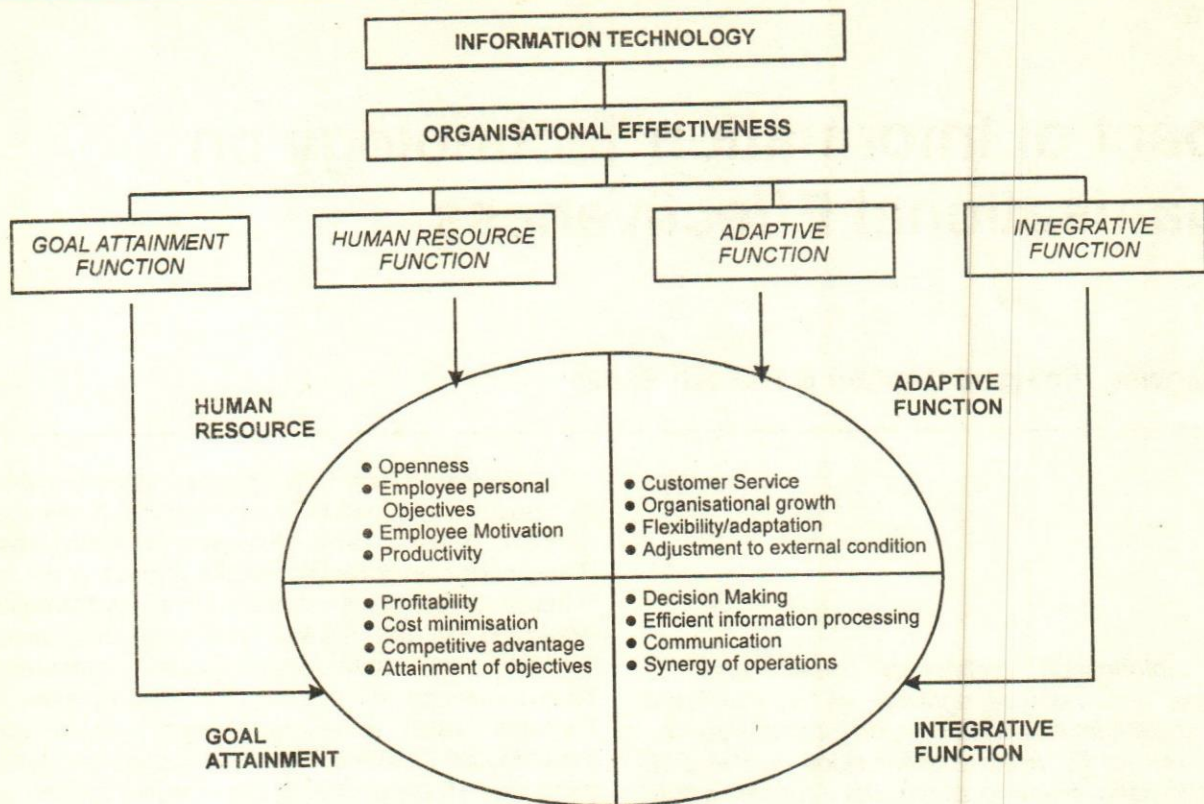 INFORMATION TECHNOLOGY
ORGANISATIONAL EFFECTIVENESS
GOAL ATTAINMENT
FUNCTION
HUMAN RESOURCE
FUNCTION
ADAPTIVE
FUNCTION
INTEGRATIVE
FUNCTION
HUMAN
RESOURCE
ADAPTIVE
FUNCTION
● Openness
● Employee personal
Objectives
● Employee Motivation
● Productivity
● Customer Service
● Organisational growth
● Flexibility/adaptation
● Adjustment to external condition
● Profitability
● Cost minimisation
● Competitive advantage
● Attainment of objectives
● Decision Making
● Efficient information processing
● Communication
● Synergy of operations
GOAL
ATTAINMENT
INTEGRATIVE
FUNCTION